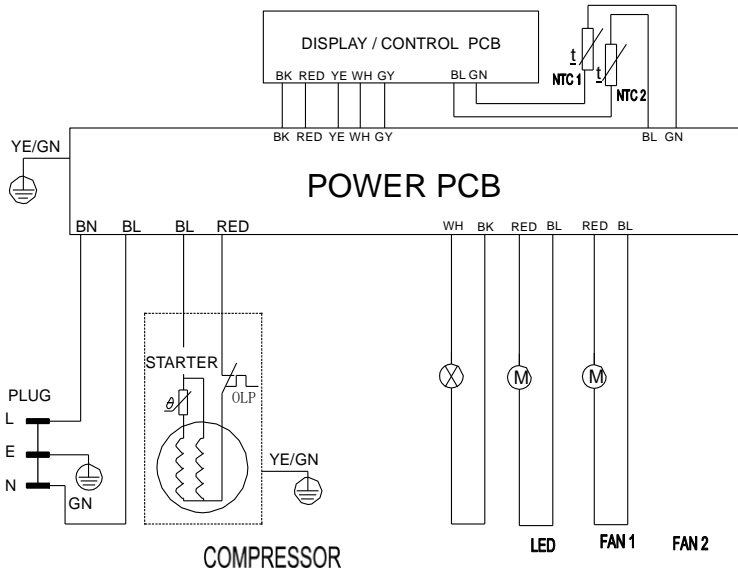 DISPLAY / CONTROL PCB
BK RED YE WH GY BL GN
t
NTC 1
t
NTC 2
BK RED YE WH GY BL GN
YE/GN
POWER PCB
BN BL BL RED WH BK RED BL RED BL
STARTER
θ
OLP
M M
PLUG
L
E
N
GN
YE/GN
LED FAN 1 FAN 2
COMPRESSOR